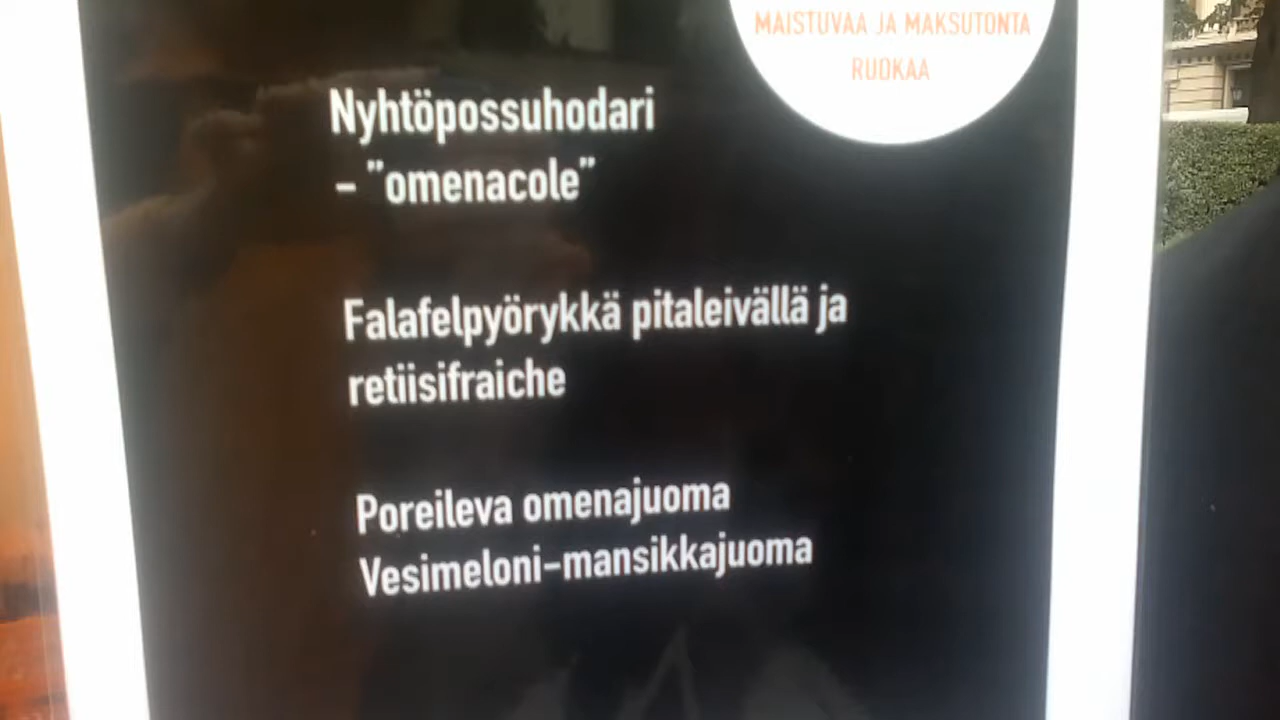 MAISTUVAA JA MAKSUTONTA
RUOKAA
Nyhtöpossuhodari
- "omenacole"
Falafelpyörykkä pitaleivällä ja
retiisifraiche
Poreileva omenajuoma
Vesimeloni-mansikkajuoma